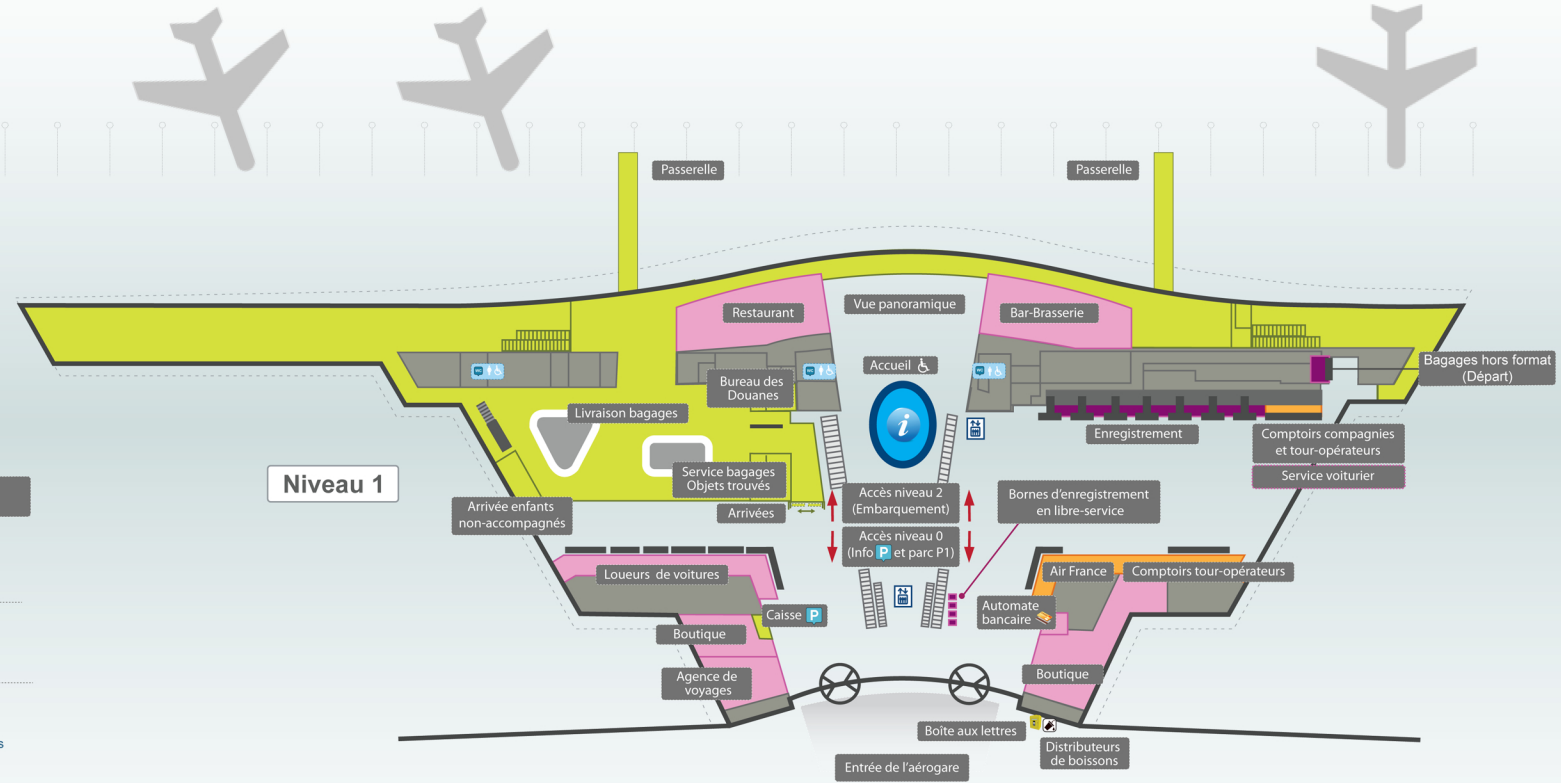 Passerelle
Passerelle
Restaurant
Vue panoramique
Bar-Brasserie
Accueil
Bagages hors format
(Départ)
WC
WC
WC
Bureau des
Douanes
Livraison bagages
i
Enregistrement
Comptoirs compagnies
et tour-opérateurs
Service voiturier
Niveau 1
Service bagages
Objets trouvés
Arrivée enfants
non-accompagnés
Arrivées
Accès niveau 2
(Embarquement)
Bornes d'enregistrement
en libre-service
Accès niveau 0
(Info P et parc P1)
Loueurs de voitures
Air France
Comptoirs tour-opérateurs
Caisse P
Automate
bancaire
Boutique
Agence de
voyages
Boutique
Boîte aux lettres
Distributeurs
de boissons
Entrée de l'aérogare
s